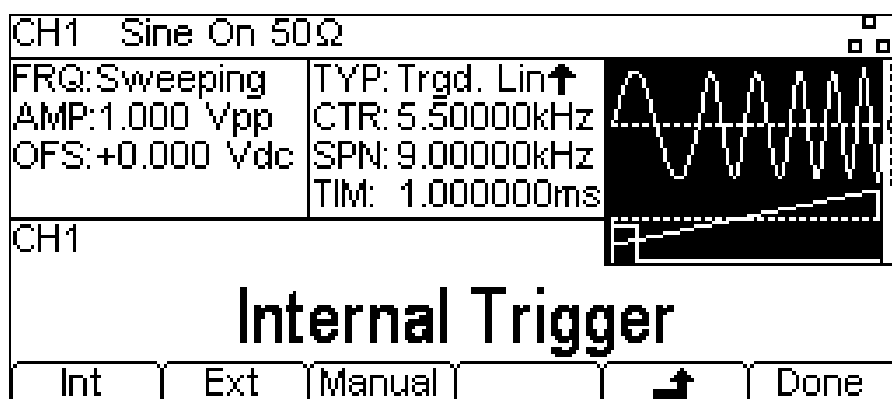 CH1 Sine On 50Ω
FRQ:Sweeping
AMP:1.000 Vpp
OFS:+0.000 Vdc
TYP: Trgd. Lin↑
CTR: 5.50000kHz
SPN: 9.00000kHz
TIM: 1.000000ms
CH1
Internal Trigger
Int Ext Manual Done